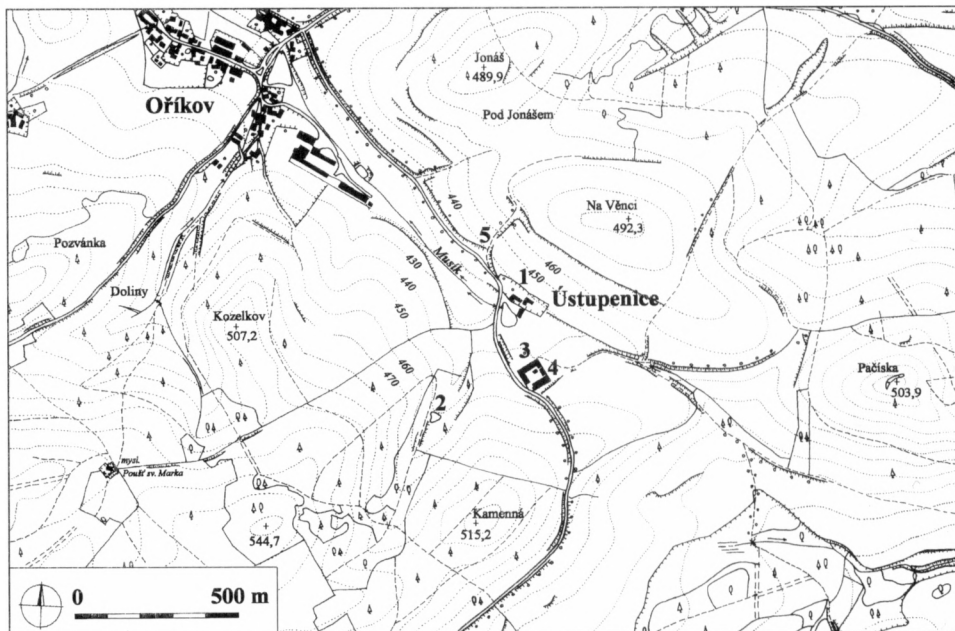 Jonáš
489,9
Oříkov
Pod Jonášem
440
Na Věnci
492,3
5
Pozvánka
430
Musík
460
450
1
Ústupenice
440
Doliny
Kozelkov
507,2
450
3
4
Pačíska
503,9
460
470
2
mysl.
Poušť sv. Marka
Kamenná
515,2
544,7
0
500 m